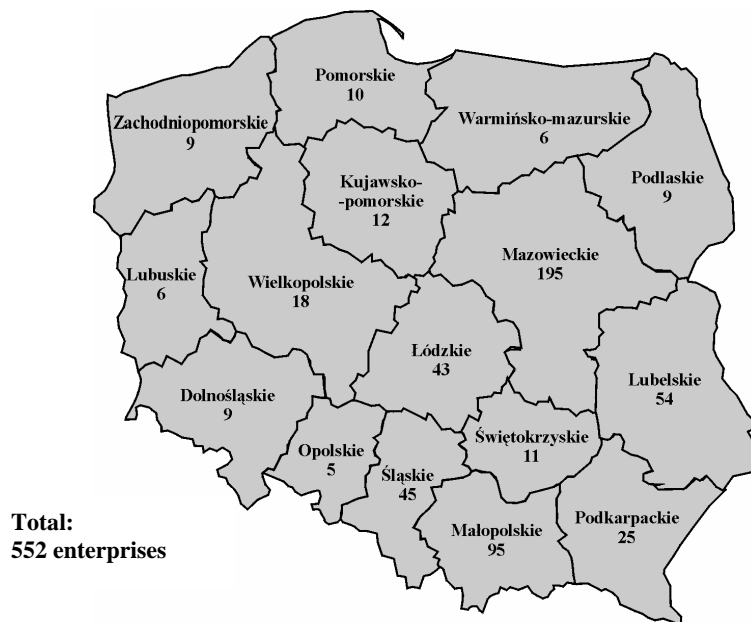 Pomorskie
10
Zachodniopomorskie
9
Warmińsko-mazurskie
6
Kujawsko-
-pomorskie
12
Podlaskie
9
Mazowieckie
195
Lubuskie
6
Wielkopolskie
18
Łódzkie
43
Lubelskie
54
Dolnośląskie
9
Świętokrzyskie
11
Opolskie
5
Śląskie
45
Małopolskie
95
Podkarpackie
25
Total:
552 enterprises